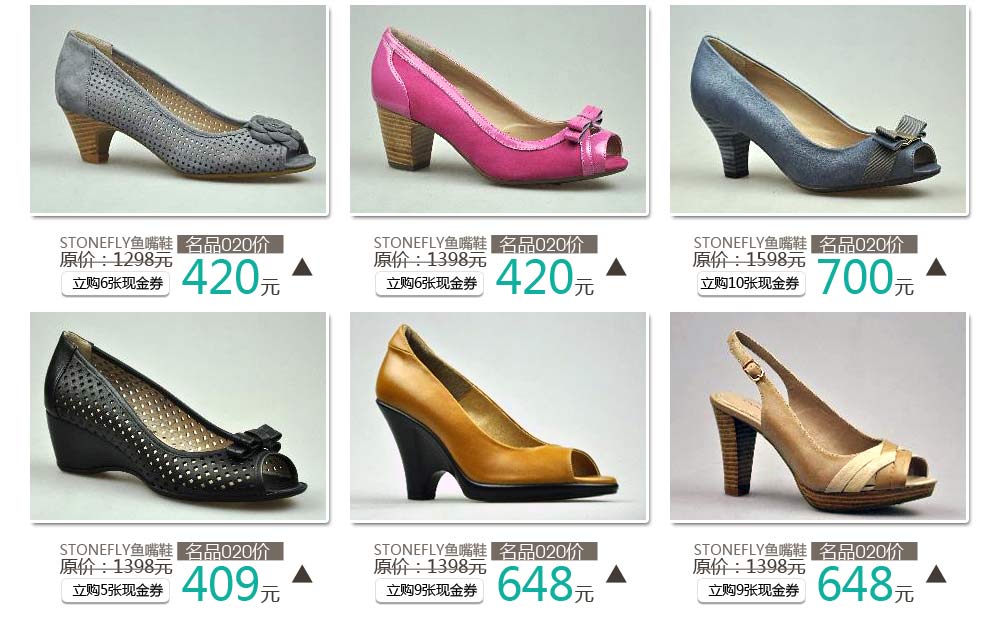 STONEFLY鱼嘴鞋 名品020价
原价：1298元
立购6张现金券 420元
STONEFLY鱼嘴鞋 名品020价
原价：1398元
立购6张现金券 420元
STONEFLY鱼嘴鞋 名品020价
原价：1598元
立购10张现金券 700元
STONEFLY鱼嘴鞋 名品020价
原价：1398元
立购5张现金券 409元
STONEFLY鱼嘴鞋 名品020价
原价：1398元
立购9张现金券 648元
STONEFLY鱼嘴鞋 名品020价
原价：1398元
立购9张现金券 648元